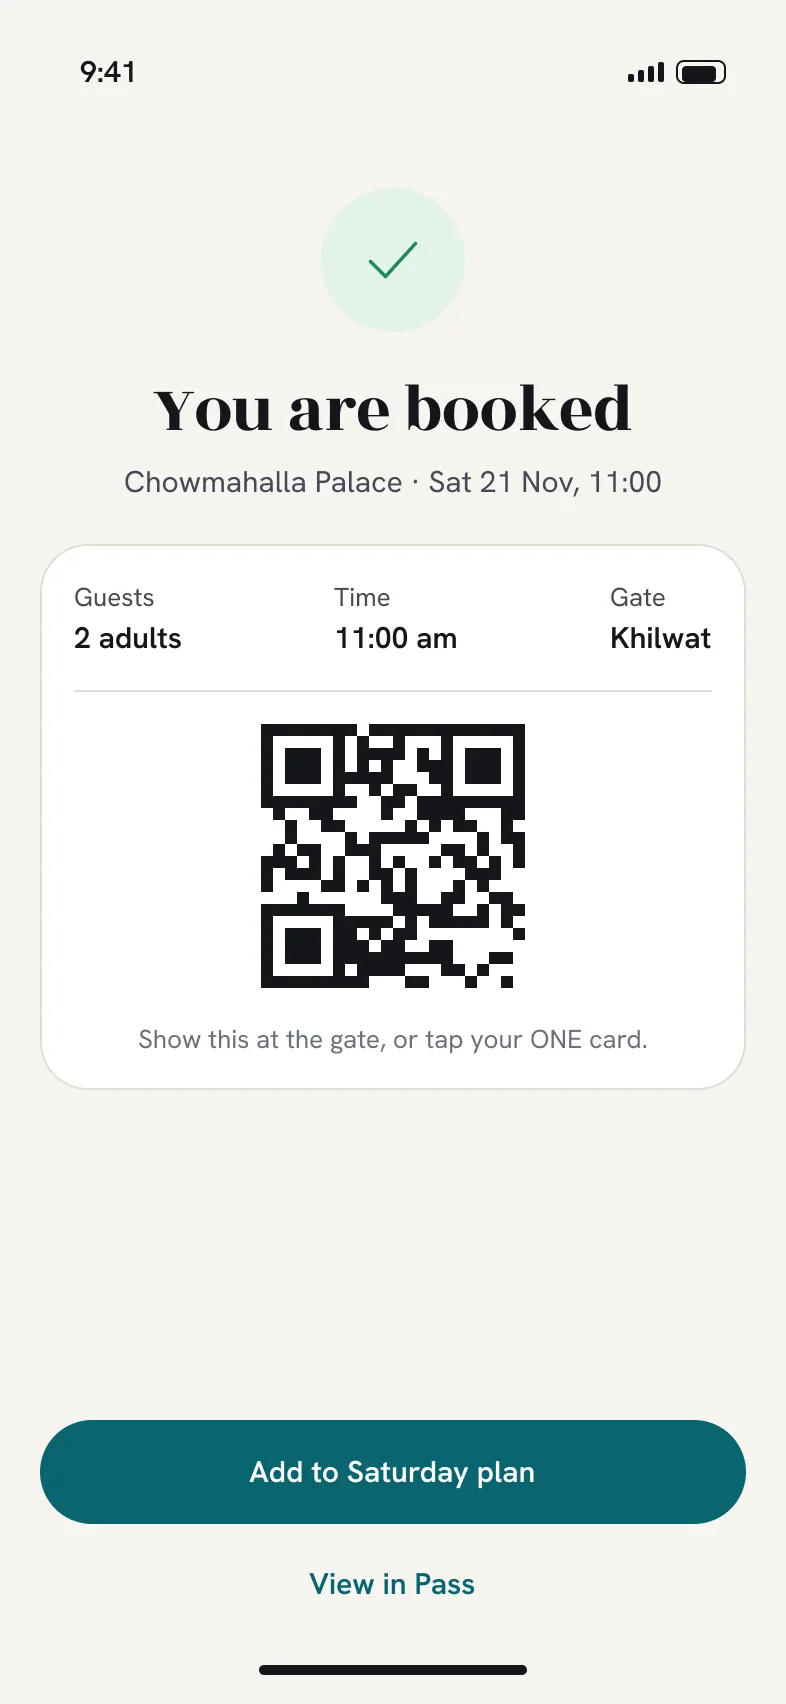 9:41
You are booked
Chowmahalla Palace · Sat 21 Nov, 11:00
Guests Time Gate
2 adults 11:00 am Khilwat
Show this at the gate, or tap your ONE card.
Add to Saturday plan
View in Pass